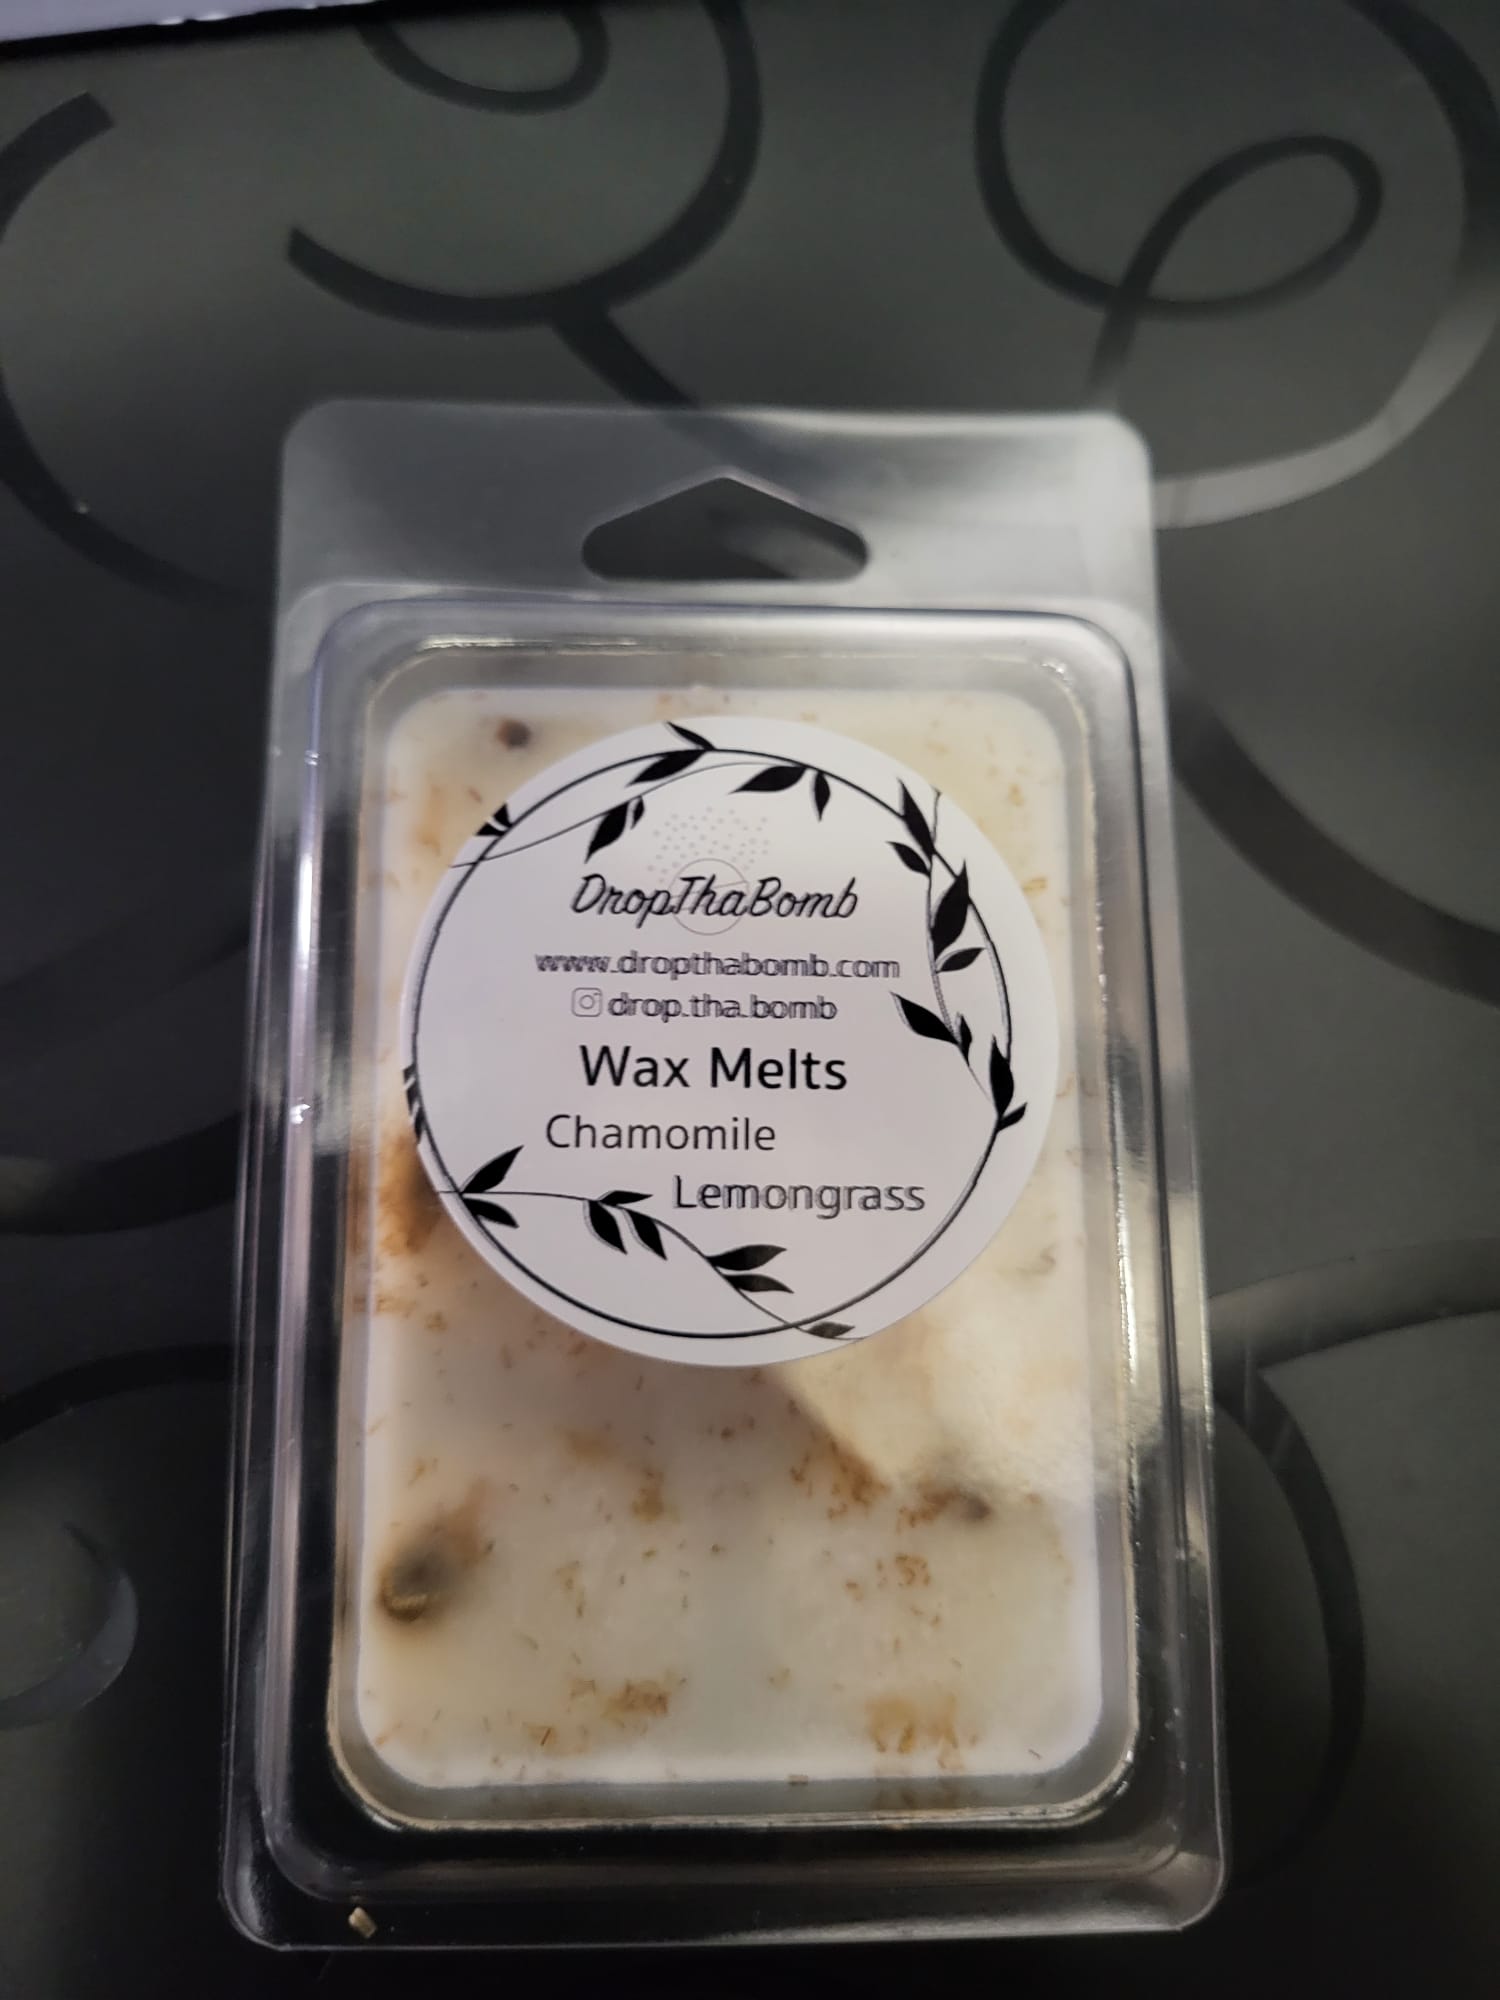 DropThaBomb
www.dropthabomb.com
drop.tha.bomb
Wax Melts
Chamomile
Lemongrass